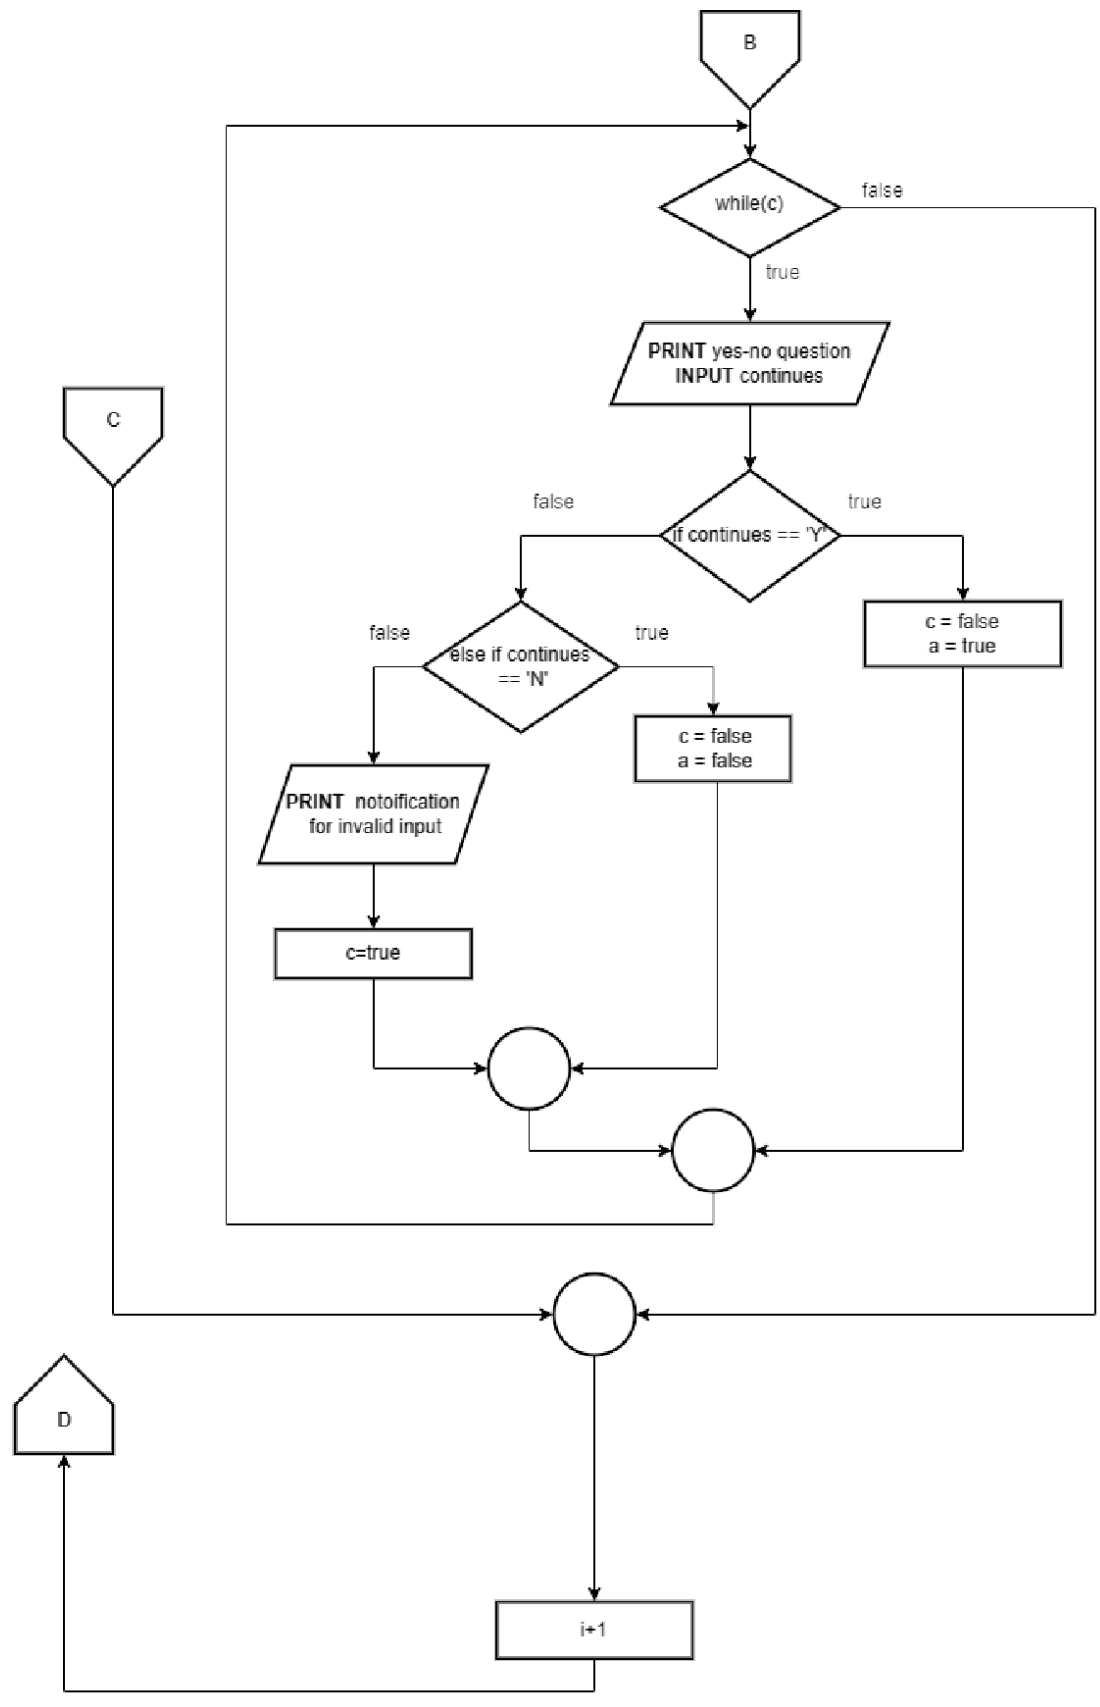 B
while(c)
false
true
PRINT yes-no question
INPUT continues
C
false
true
if continues == 'Y'
c = false
a = true
false
true
else if continues
== 'N'
c = false
a = false
PRINT notoification
for invalid input
c=true
D
i+1